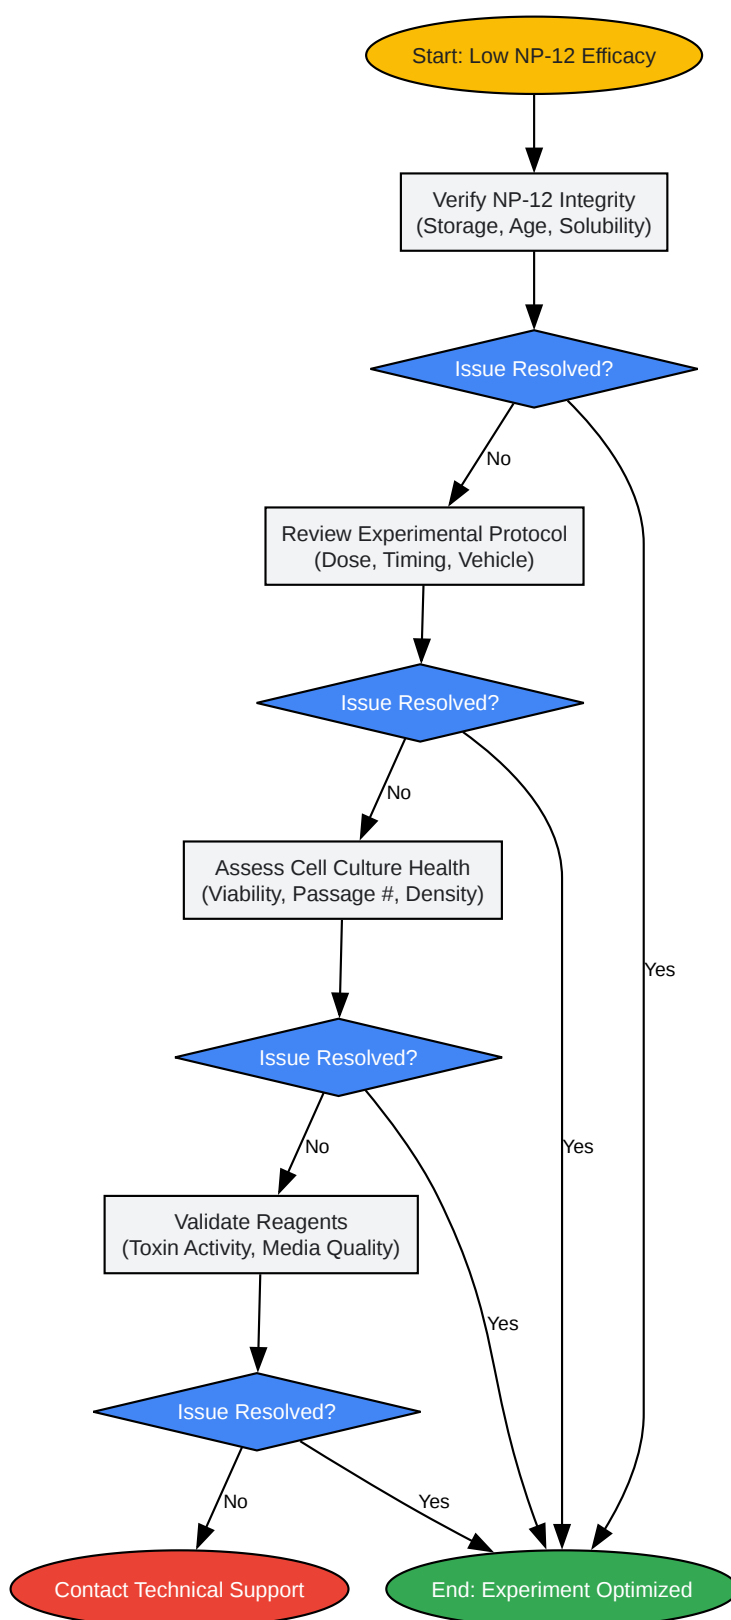 Start: Low NP-12 Efficacy
Verify NP-12 Integrity
(Storage, Age, Solubility)
Issue Resolved?
No
Review Experimental Protocol
(Dose, Timing, Vehicle)
Issue Resolved?
No
Assess Cell Culture Health
(Viability, Passage #, Density)
Yes
Issue Resolved?
No
Yes
Validate Reagents
(Toxin Activity, Media Quality)
Yes
Issue Resolved?
No
Yes
Contact Technical Support
End: Experiment Optimized